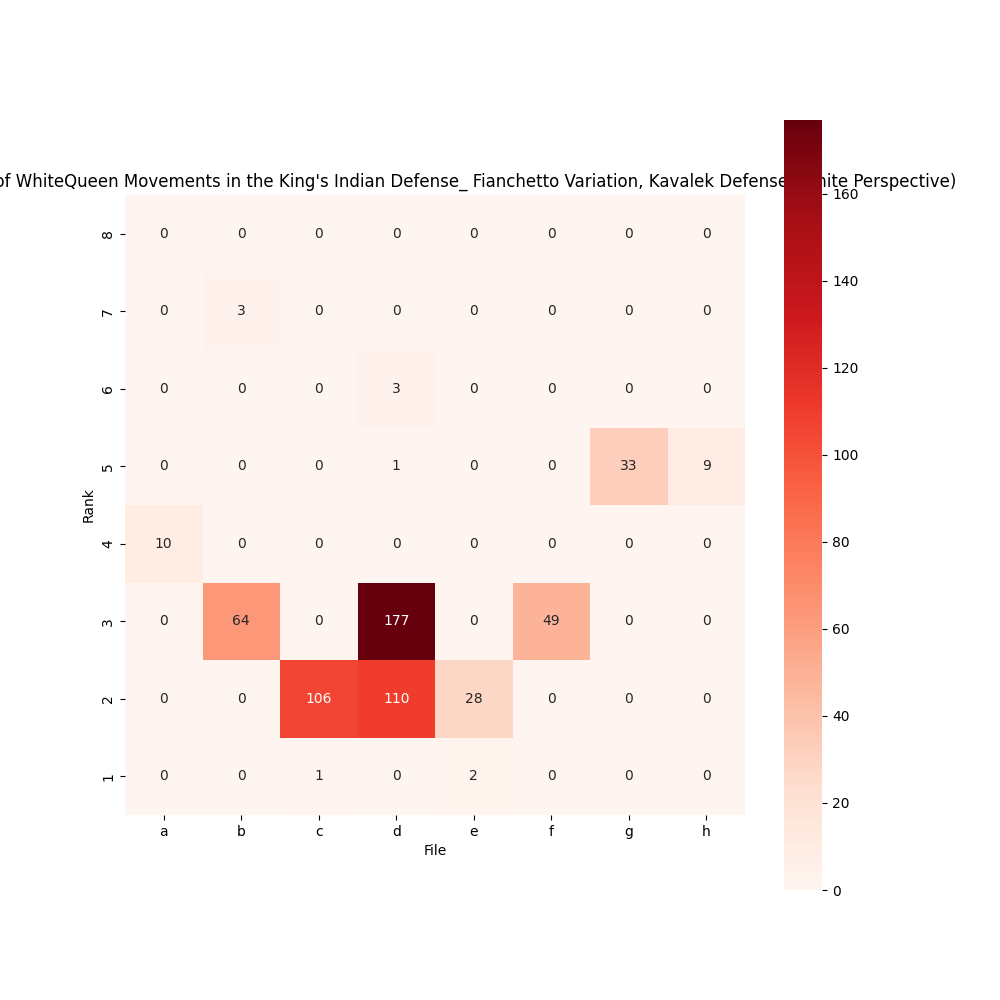 of WhiteQueen Movements in the King's Indian Defense_ Fianchetto Variation, Kavalek Defense Perspective)
160
8 0 0 0 0 0 0 0 0
140
7 0 3 0 0 0 0 0 0
120
6 0 0 0 3 0 0 0 0
100
5 0 0 0 1 0 0 33 9
Rank
80
4 10 0 0 0 0 0 0 0
60
3 0 64 0 177 0 49 0 0
40
2 0 0 106 110 28 0 0 0
20
1 0 0 1 0 2 0 0 0
a b c d e f g h
File
0